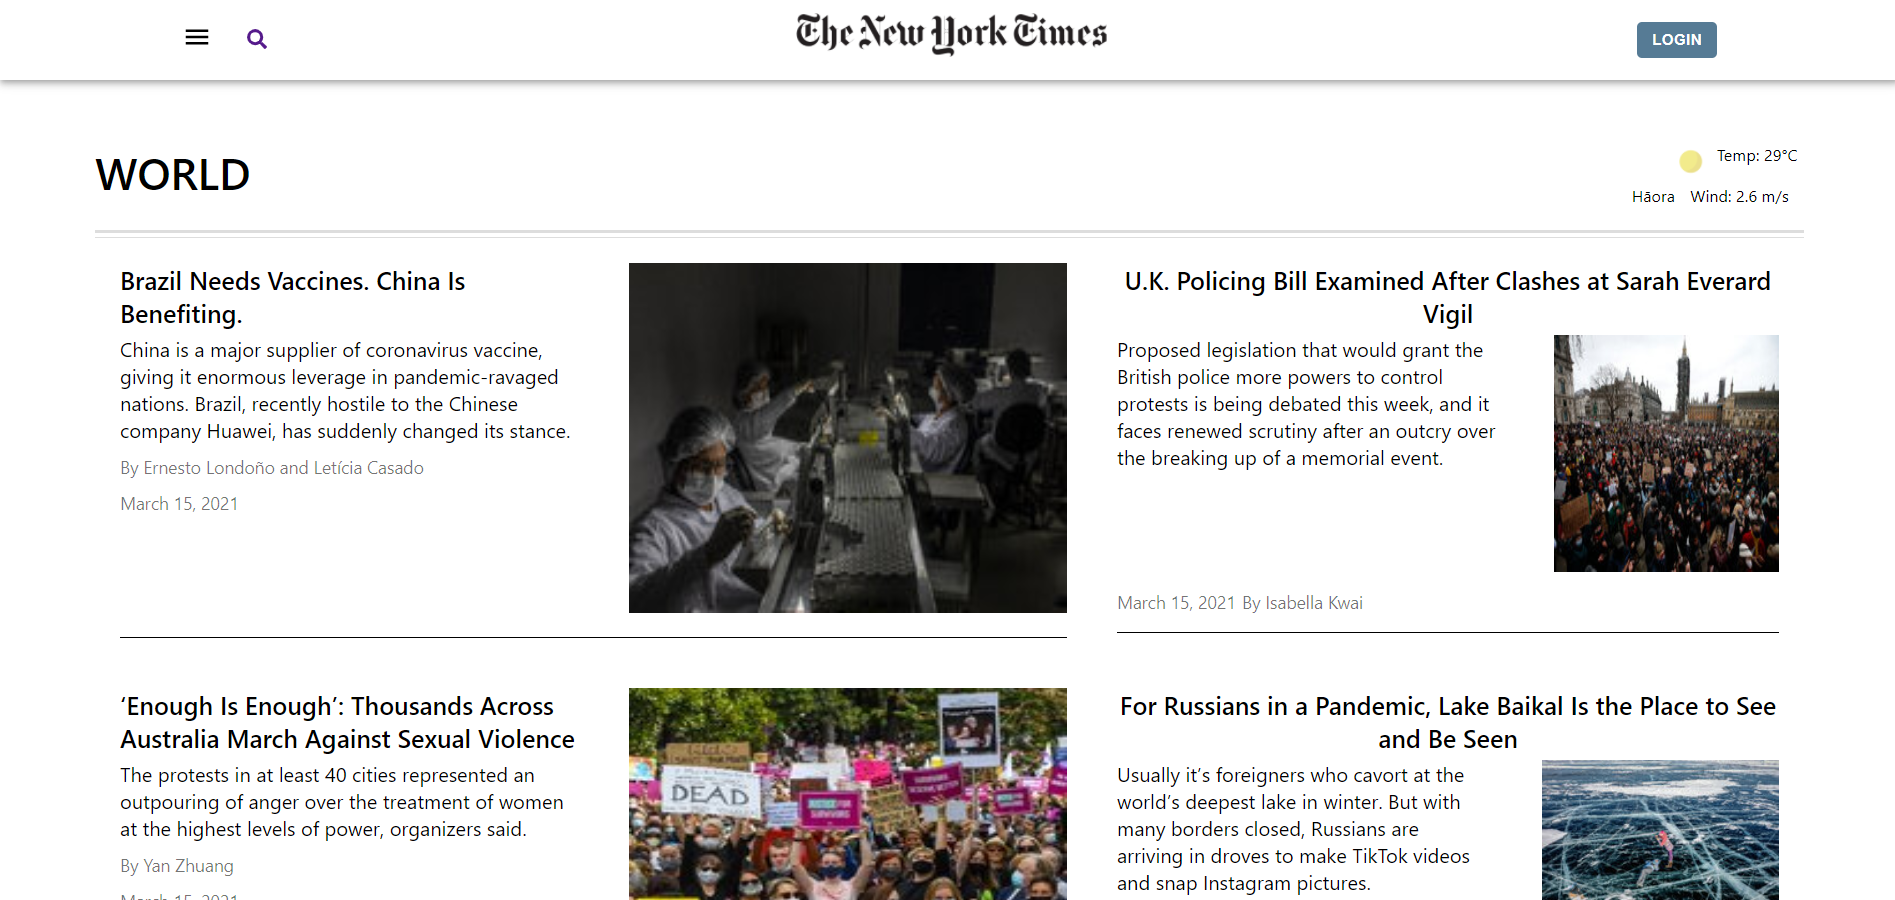 The New York Times
LOGIN
WORLD
Temp: 29°C
Hāora Wind: 2.6 m/s
Brazil Needs Vaccines. China Is
Benefiting.
China is a major supplier of coronavirus vaccine,
giving it enormous leverage in pandemic-ravaged
nations. Brazil, recently hostile to the Chinese
company Huawei, has suddenly changed its stance.
By Ernesto Londoño and Letícia Casado
March 15, 2021
U.K. Policing Bill Examined After Clashes at Sarah Everard
Vigil
Proposed legislation that would grant the
British police more powers to control
protests is being debated this week, and it
faces renewed scrutiny after an outcry over
the breaking up of a memorial event.
March 15, 2021 By Isabella Kwai
‘Enough Is Enough’: Thousands Across
Australia March Against Sexual Violence
The protests in at least 40 cities represented an
outpouring of anger over the treatment of women
at the highest levels of power, organizers said.
By Yan Zhuang
March 15, 2021
DEAD
JUSTICE FOR
SURVIVORS
For Russians in a Pandemic, Lake Baikal Is the Place to See
and Be Seen
Usually it’s foreigners who cavort at the
world’s deepest lake in winter. But with
many borders closed, Russians are
arriving in droves to make TikTok videos
and snap Instagram pictures.